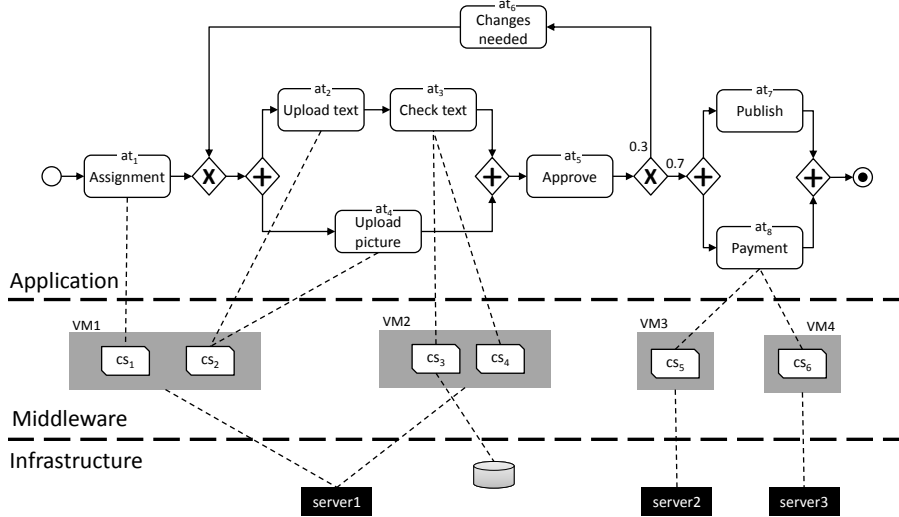 at6
Changes
needed
at2
Upload text
at3
Check text
at7
Publish
at1
Assignment
X
+
+
at5
Approve
0.3
X
0.7
+
+
at4
Upload
picture
at8
Payment
Application
VM1
cs1
cs2
VM2
cs3
cs4
VM3
cs5
VM4
cs6
Middleware
Infrastructure
server1
server2
server3